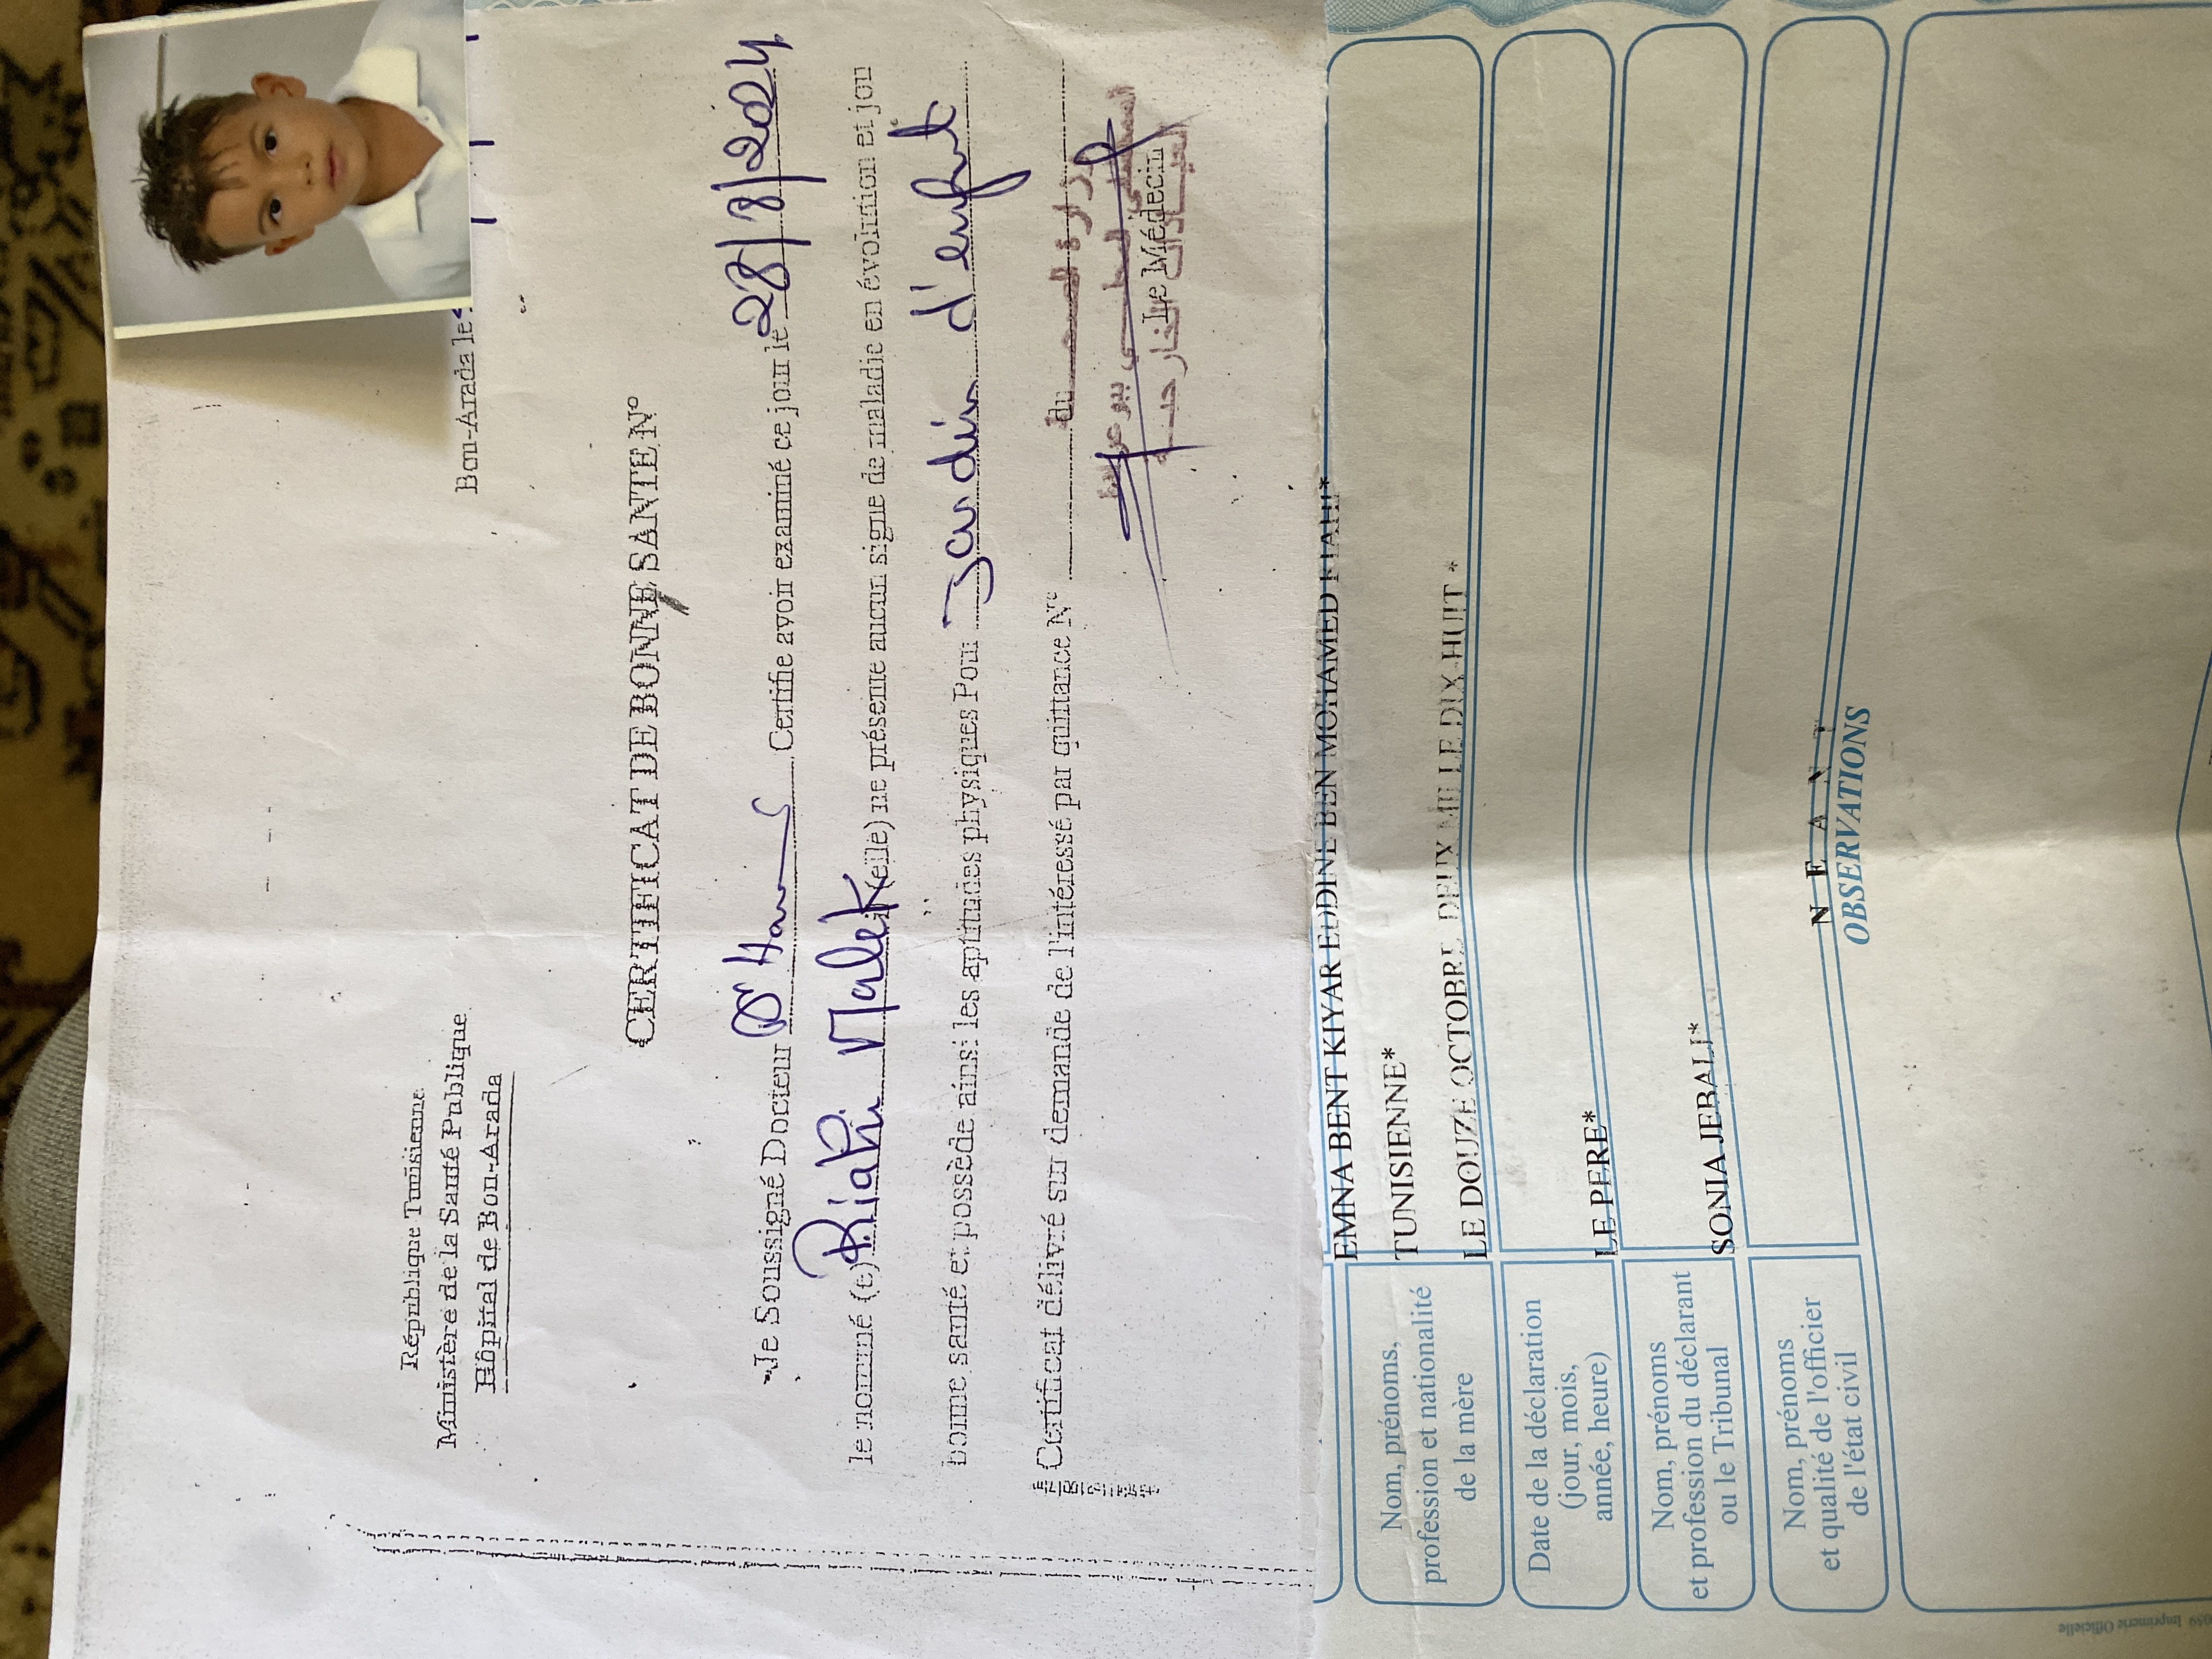 République Tunisienne
Ministère de la Santé Publique
Hôpital de Bou-Arada
Bou-Arada le
CERTIFICAT DE BONNE SANTE N°
Je Soussigné Docteur Certifie avoir examiné ce jour le 28/8/2024
le nommé (e) Riahi Malek (elle) ne présente aucun signe de maladie en évolution et jou
bonne santé et possède ainsi les aptitudes physiques Pour Jardin d'enfant
Certificat délivré sur demande de l'intéressé par quittance N° du
وزارة الصحة
Le Médecin
Nom, prénoms,
profession et nationalité
de la mère
EMNA BENT KIYAR EDDINE BEN MOHAMED RIAHI*
TUNISIENNE*
Date de la déclaration
(jour, mois,
année, heure)
LE DOUZE OCTOBRE DEUX MILLE DIX-HUIT *
Nom, prénoms
et profession du déclarant
ou le Tribunal
LE PERE*
Nom, prénoms
et qualité de l'officier
de l'état civil
SONIA JEBALI*
N E A N T
OBSERVATIONS
Imprimerie Officielle